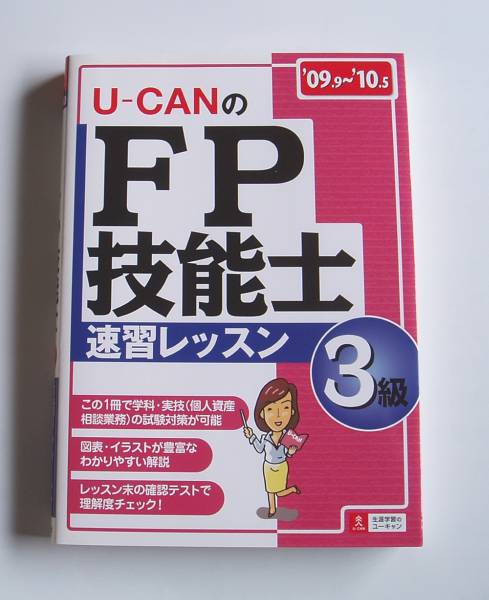 '09.9~'10.5
U-CANの
FP
技能士
速習レッスン
3級
この1冊で学科・実技(個人資産
相談業務)の試験対策が可能
図表・イラストが豊富な
わかりやすい解説
レッスン末の確認テストで
理解度チェック!
U-CAN
生涯学習の
ユーキャン